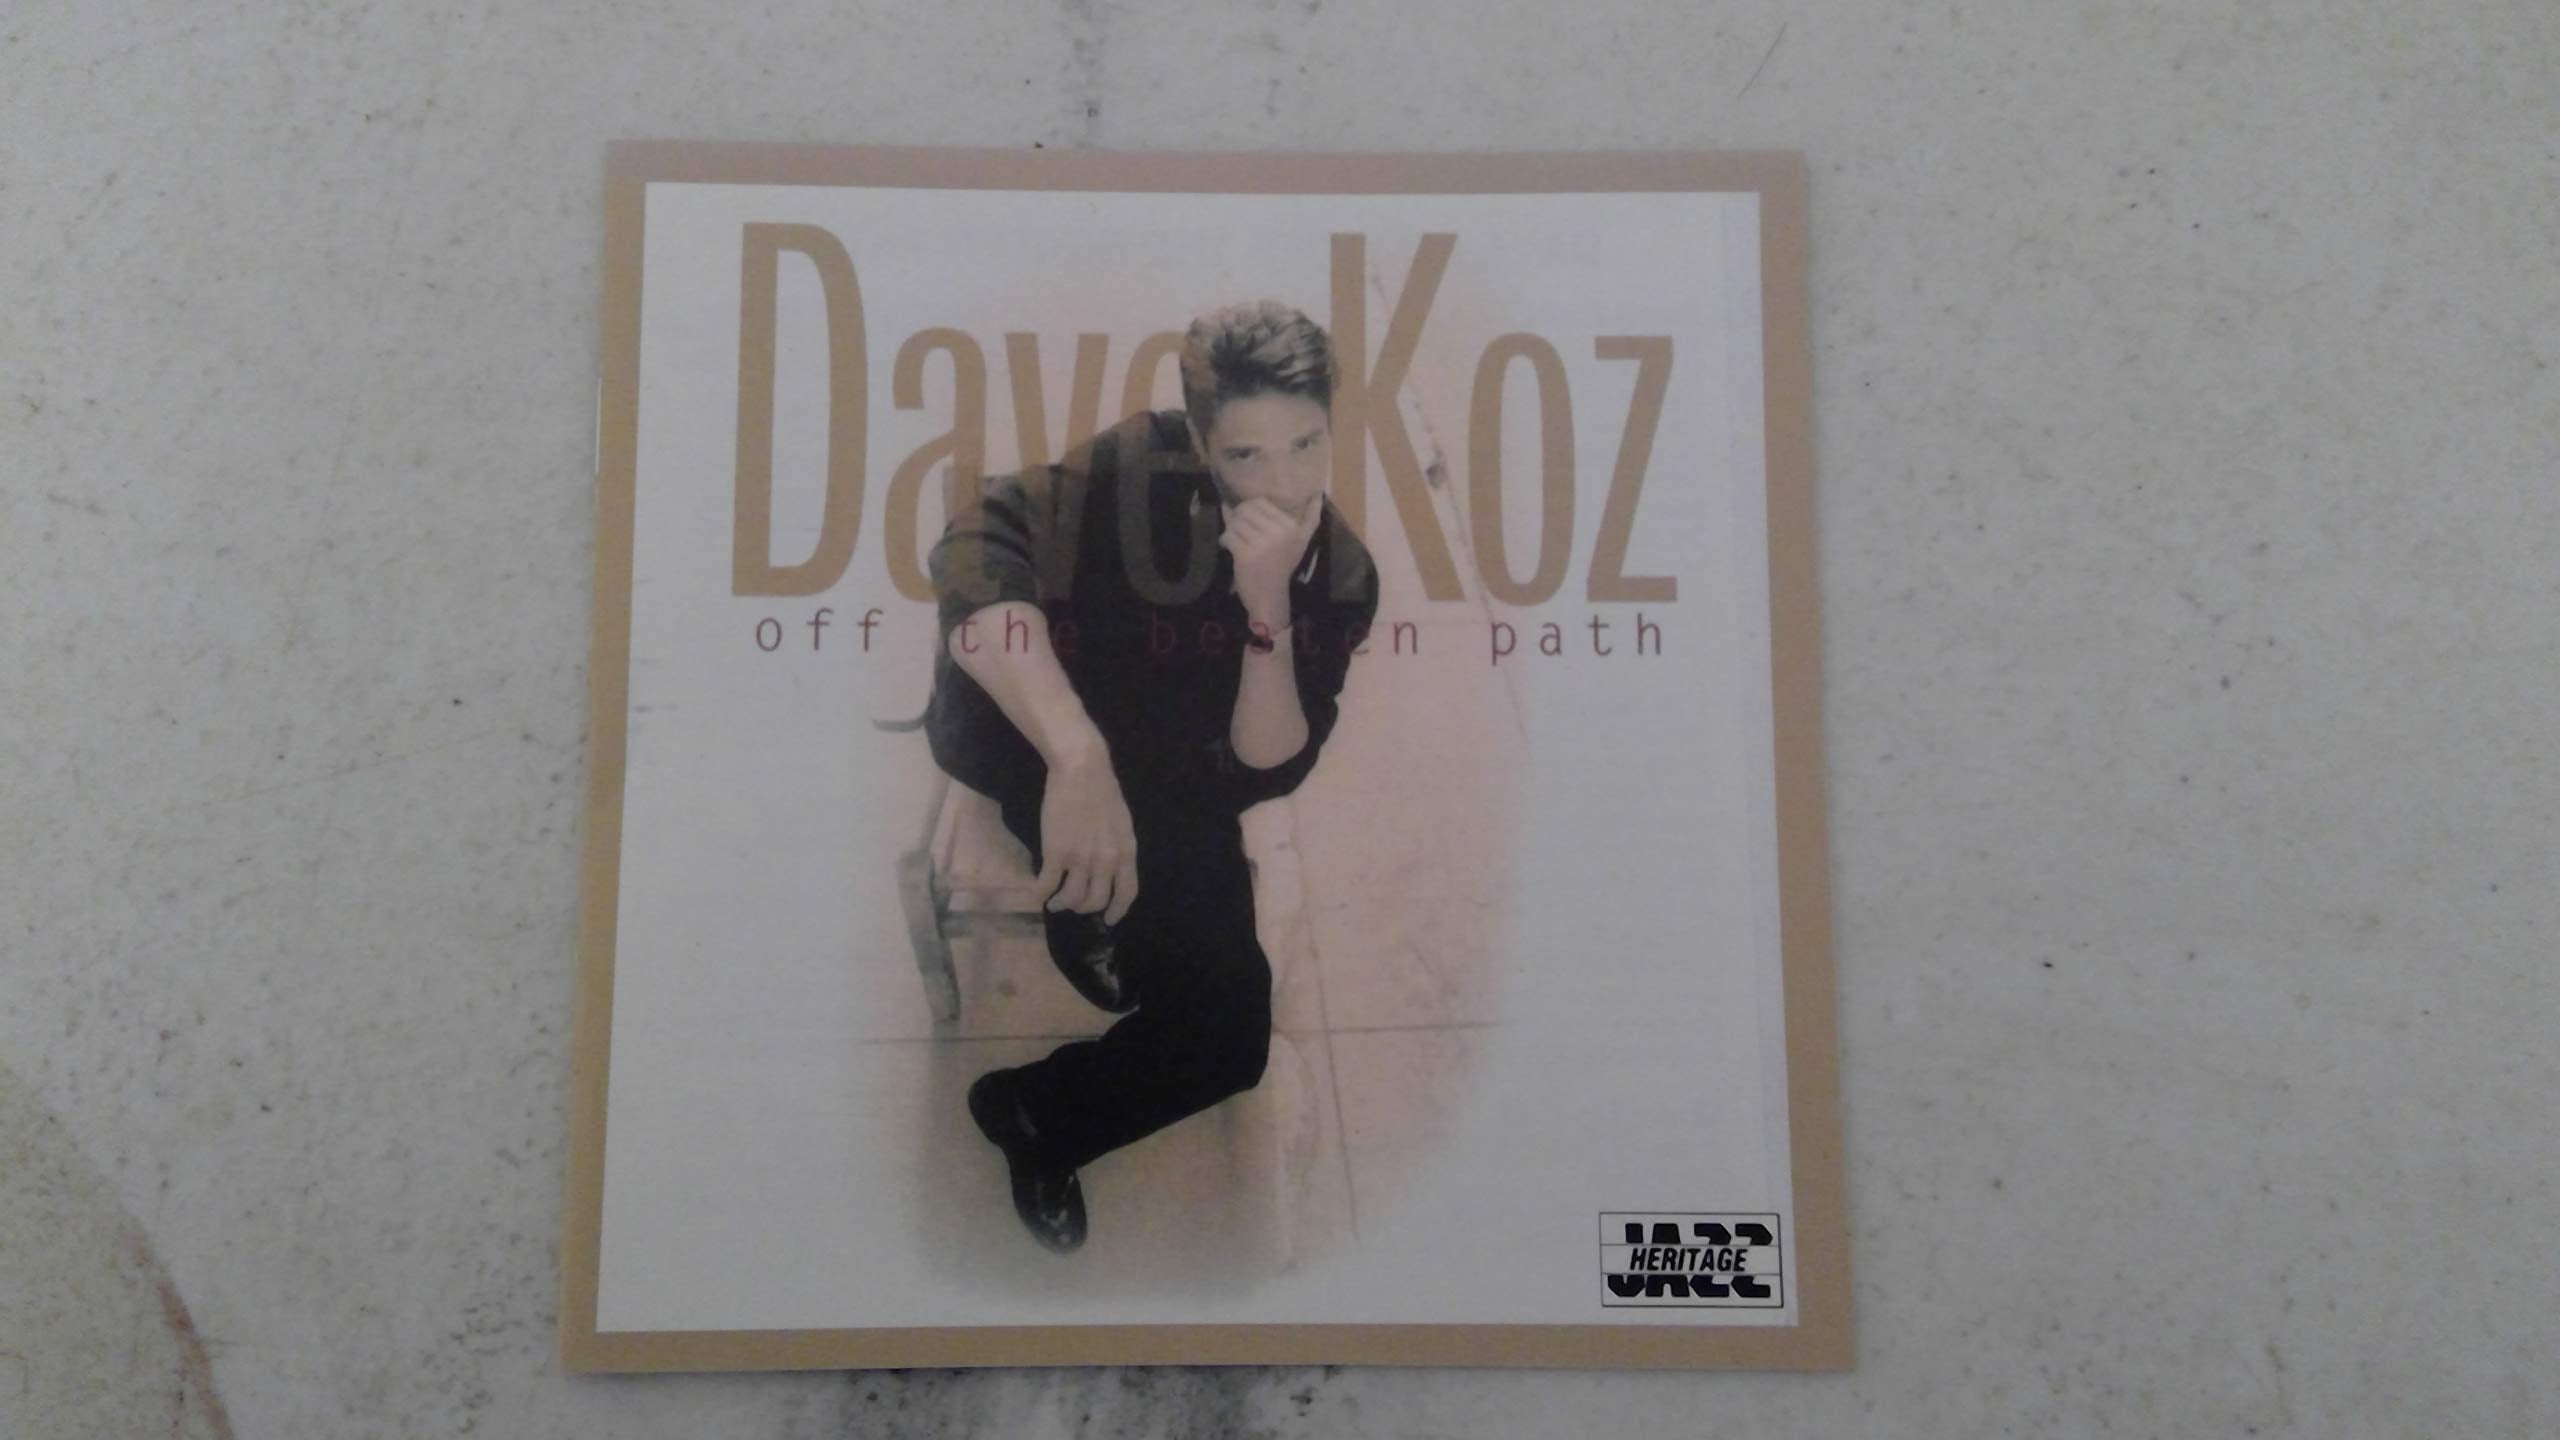 Dave Koz
off the beaten path
JAZZ
HERITAGE